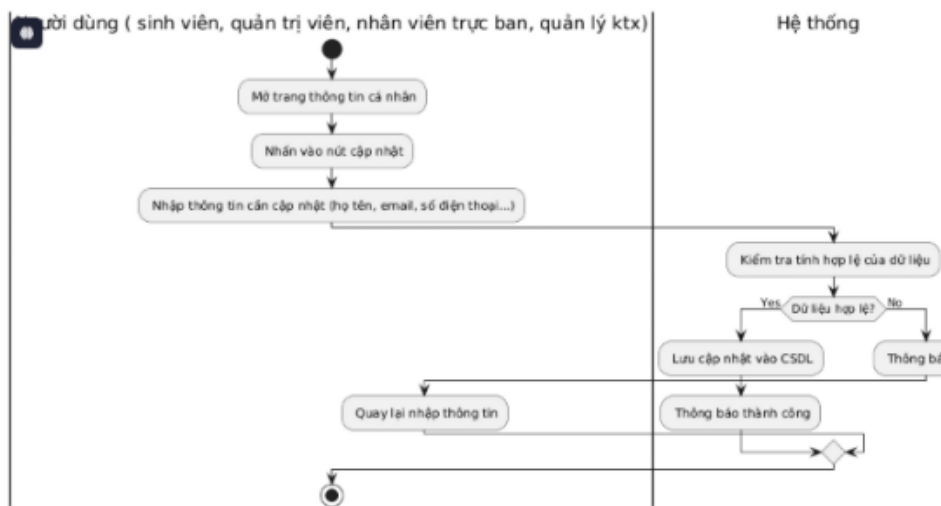 ười dùng ( sinh viên, quản trị viên, nhân viên trực ban, quản lý ktx)
Hệ thống
Mở trang thông tin cá nhân
Nhấn vào nút cập nhật
Nhập thông tin cần cập nhật (họ tên, email, số điện thoại...)
Kiểm tra tính hợp lệ của dữ liệu
Yes
Dữ liệu hợp lệ?
No
Lưu cập nhật vào CSDL
Thông bá
Quay lại nhập thông tin
Thông báo thành công